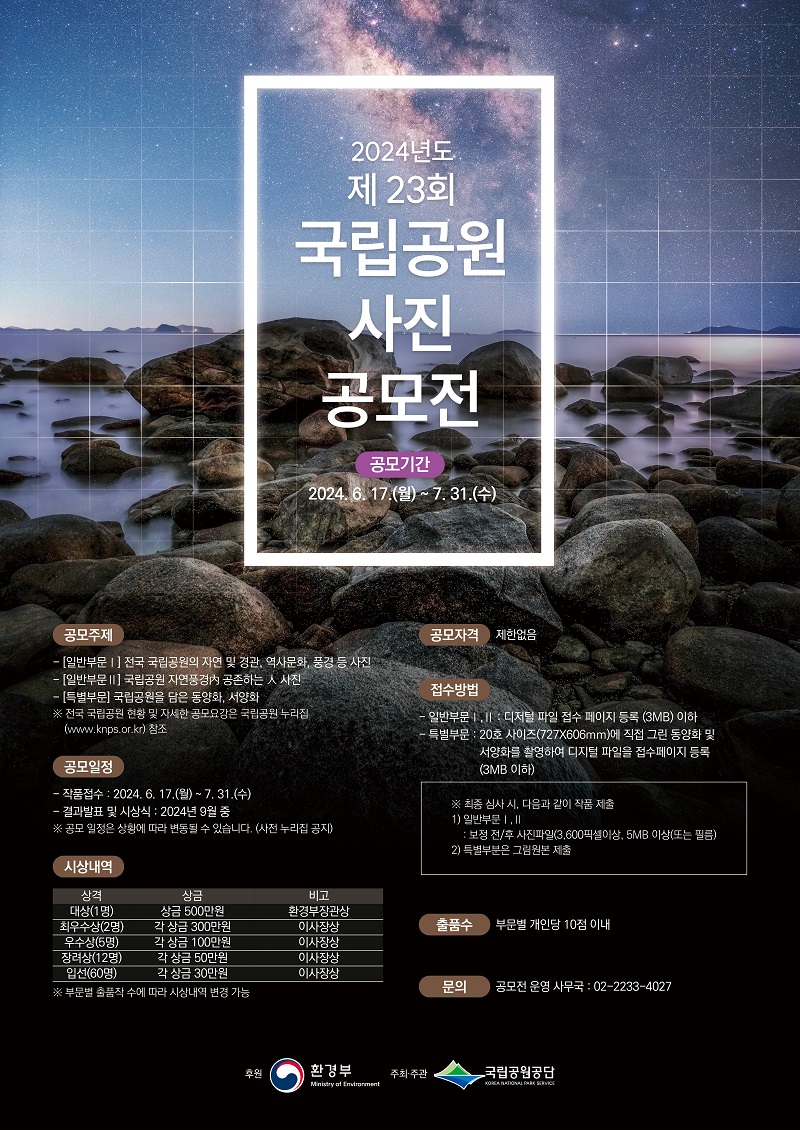 2024년도
제 23회
국립공원
사진
공모전
공모기간
2024. 6. 17.(월) ~ 7. 31.(수)
공모주제
- [일반부문Ⅰ] 전국 국립공원의 자연 및 경관, 역사문화, 풍경 등 사진
- [일반부문Ⅱ] 국립공원 자연풍경內 공존하는 人 사진
- [특별부문] 국립공원을 담은 동양화, 서양화
※ 전국 국립공원 현황 및 자세한 공모요강은 국립공원 누리집
(www.knps.or.kr) 참조
공모일정
- 작품접수 : 2024. 6. 17.(월) ~ 7. 31.(수)
- 결과발표 및 시상식 : 2024년 9월 중
※ 공모 일정은 상황에 따라 변동될 수 있습니다. (사전 누리집 공지)
시상내역
상격 상금 비고
대상(1명) 상금 500만원 환경부장관상
최우수상(2명) 각 상금 300만원 이사장상
우수상(5명) 각 상금 100만원 이사장상
장려상(12명) 각 상금 50만원 이사장상
입선(60명) 각 상금 30만원 이사장상
※ 부문별 출품작 수에 따라 시상내역 변경 가능
공모자격 제한없음
접수방법
- 일반부문Ⅰ,Ⅱ : 디저털 파일 접수 페이지 등록 (3MB) 이하
- 특별부문 : 20호 사이즈(727X606mm)에 직접 그린 동양화 및
서양화를 촬영하여 디지털 파일을 접수페이지 등록
(3MB 이하)
※ 최종 심사 시, 다음과 같이 작품 제출
1) 일반부문Ⅰ,Ⅱ
: 보정 전/후 사진파일(3,600픽셀이상, 5MB 이상(또는 필름)
2) 특별부분은 그림원본 제출
출품수 부문별 개인당 10점 이내
문의 공모전 운영 사무국 : 02-2233-4027
후원 환경부 주최·주관 국립공원공단
Ministry of Environment KOREA NATIONAL PARK SERVICE